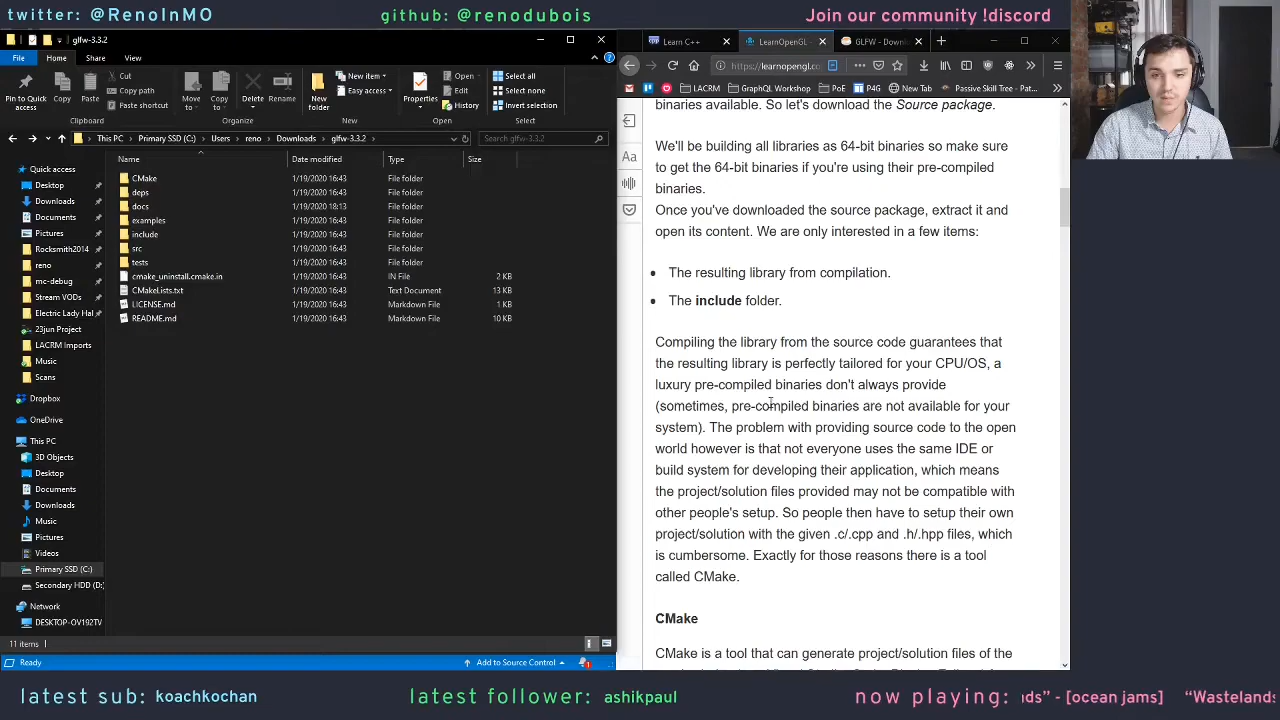 twitter: @RenoInMO
github: @renodubois
Join our community !discord
glfw-3.3.2
File
Home
Share
View
Pin to Quick access
Copy
Paste
Cut
Copy path
Paste shortcut
Clipboard
Move to
Copy to
Delete
Rename
Organize
New folder
New item
Easy access
New
Properties
Open
Edit
History
Open
Select all
Select none
Invert selection
Select
This PC
Primary SSD (C:)
Users
reno
Downloads
glfw-3.3.2
Search glfw-3.3.2
Name
Date modified
Type
Size
CMake 1/19/2020 16:43 File folder
deps 1/19/2020 16:43 File folder
docs 1/19/2020 18:13 File folder
examples 1/19/2020 16:43 File folder
include 1/19/2020 16:43 File folder
src 1/19/2020 16:43 File folder
tests 1/19/2020 16:43 File folder
cmake_uninstall.cmake.in 1/19/2020 16:43 IN File 2 KB
CMakeLists.txt 1/19/2020 16:43 Text Document 13 KB
LICENSE.md 1/19/2020 16:43 Markdown File 1 KB
README.md 1/19/2020 16:43 Markdown File 10 KB
Quick access
Desktop
Downloads
Documents
Pictures
Rocksmith2014
reno
mc-debug
Stream VODs
Electric Lady Hal
23jun Project
LACRM Imports
Music
Scans
Dropbox
OneDrive
This PC
3D Objects
Desktop
Documents
Downloads
Music
Pictures
Videos
Primary SSD (C:)
Secondary HDD (D:
Network
DESKTOP-OV192TV
11 items
Ready
Add to Source Control
1
Learn C++
LearnOpenGL -
GLFW - Download
https://learnopengl.co
LACRM
GraphQL Workshop
PoE
P4G
New Tab
Passive Skill Tree - Pat
Aa
binaries available. So let's download the Source package.
We'll be building all libraries as 64-bit binaries so make sure
to get the 64-bit binaries if you're using their pre-compiled
binaries.
Once you've downloaded the source package, extract it and
open its content. We are only interested in a few items:
• The resulting library from compilation.
• The include folder.
Compiling the library from the source code guarantees that
the resulting library is perfectly tailored for your CPU/OS, a
luxury pre-compiled binaries don't always provide
(sometimes, pre-compiled binaries are not available for your
system). The problem with providing source code to the open
world however is that not everyone uses the same IDE or
build system for developing their application, which means
the project/solution files provided may not be compatible with
other people's setup. So people then have to setup their own
project/solution with the given .c/.cpp and .h/.hpp files, which
is cumbersome. Exactly for those reasons there is a tool
called CMake.
CMake
CMake is a tool that can generate project/solution files of the
latest sub: koachkochan
latest follower: ashikpaul
now playing: nds” - [ocean jams] “Wastelands